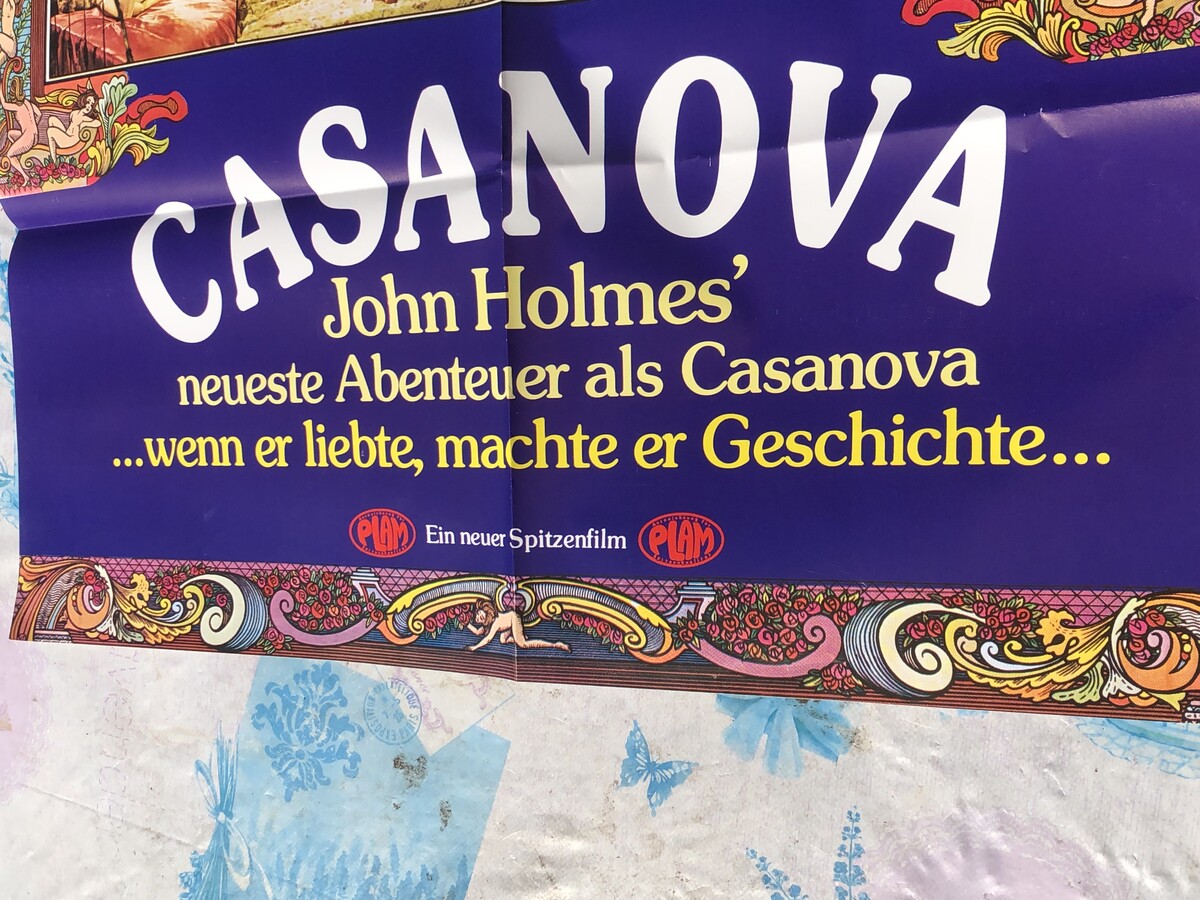 CASANOVA
John Holmes'
neueste Abenteuer als Casanova
...wenn er liebte, machte er Geschichte...
PLAM Ein neuer Spitzenfilm PLAM